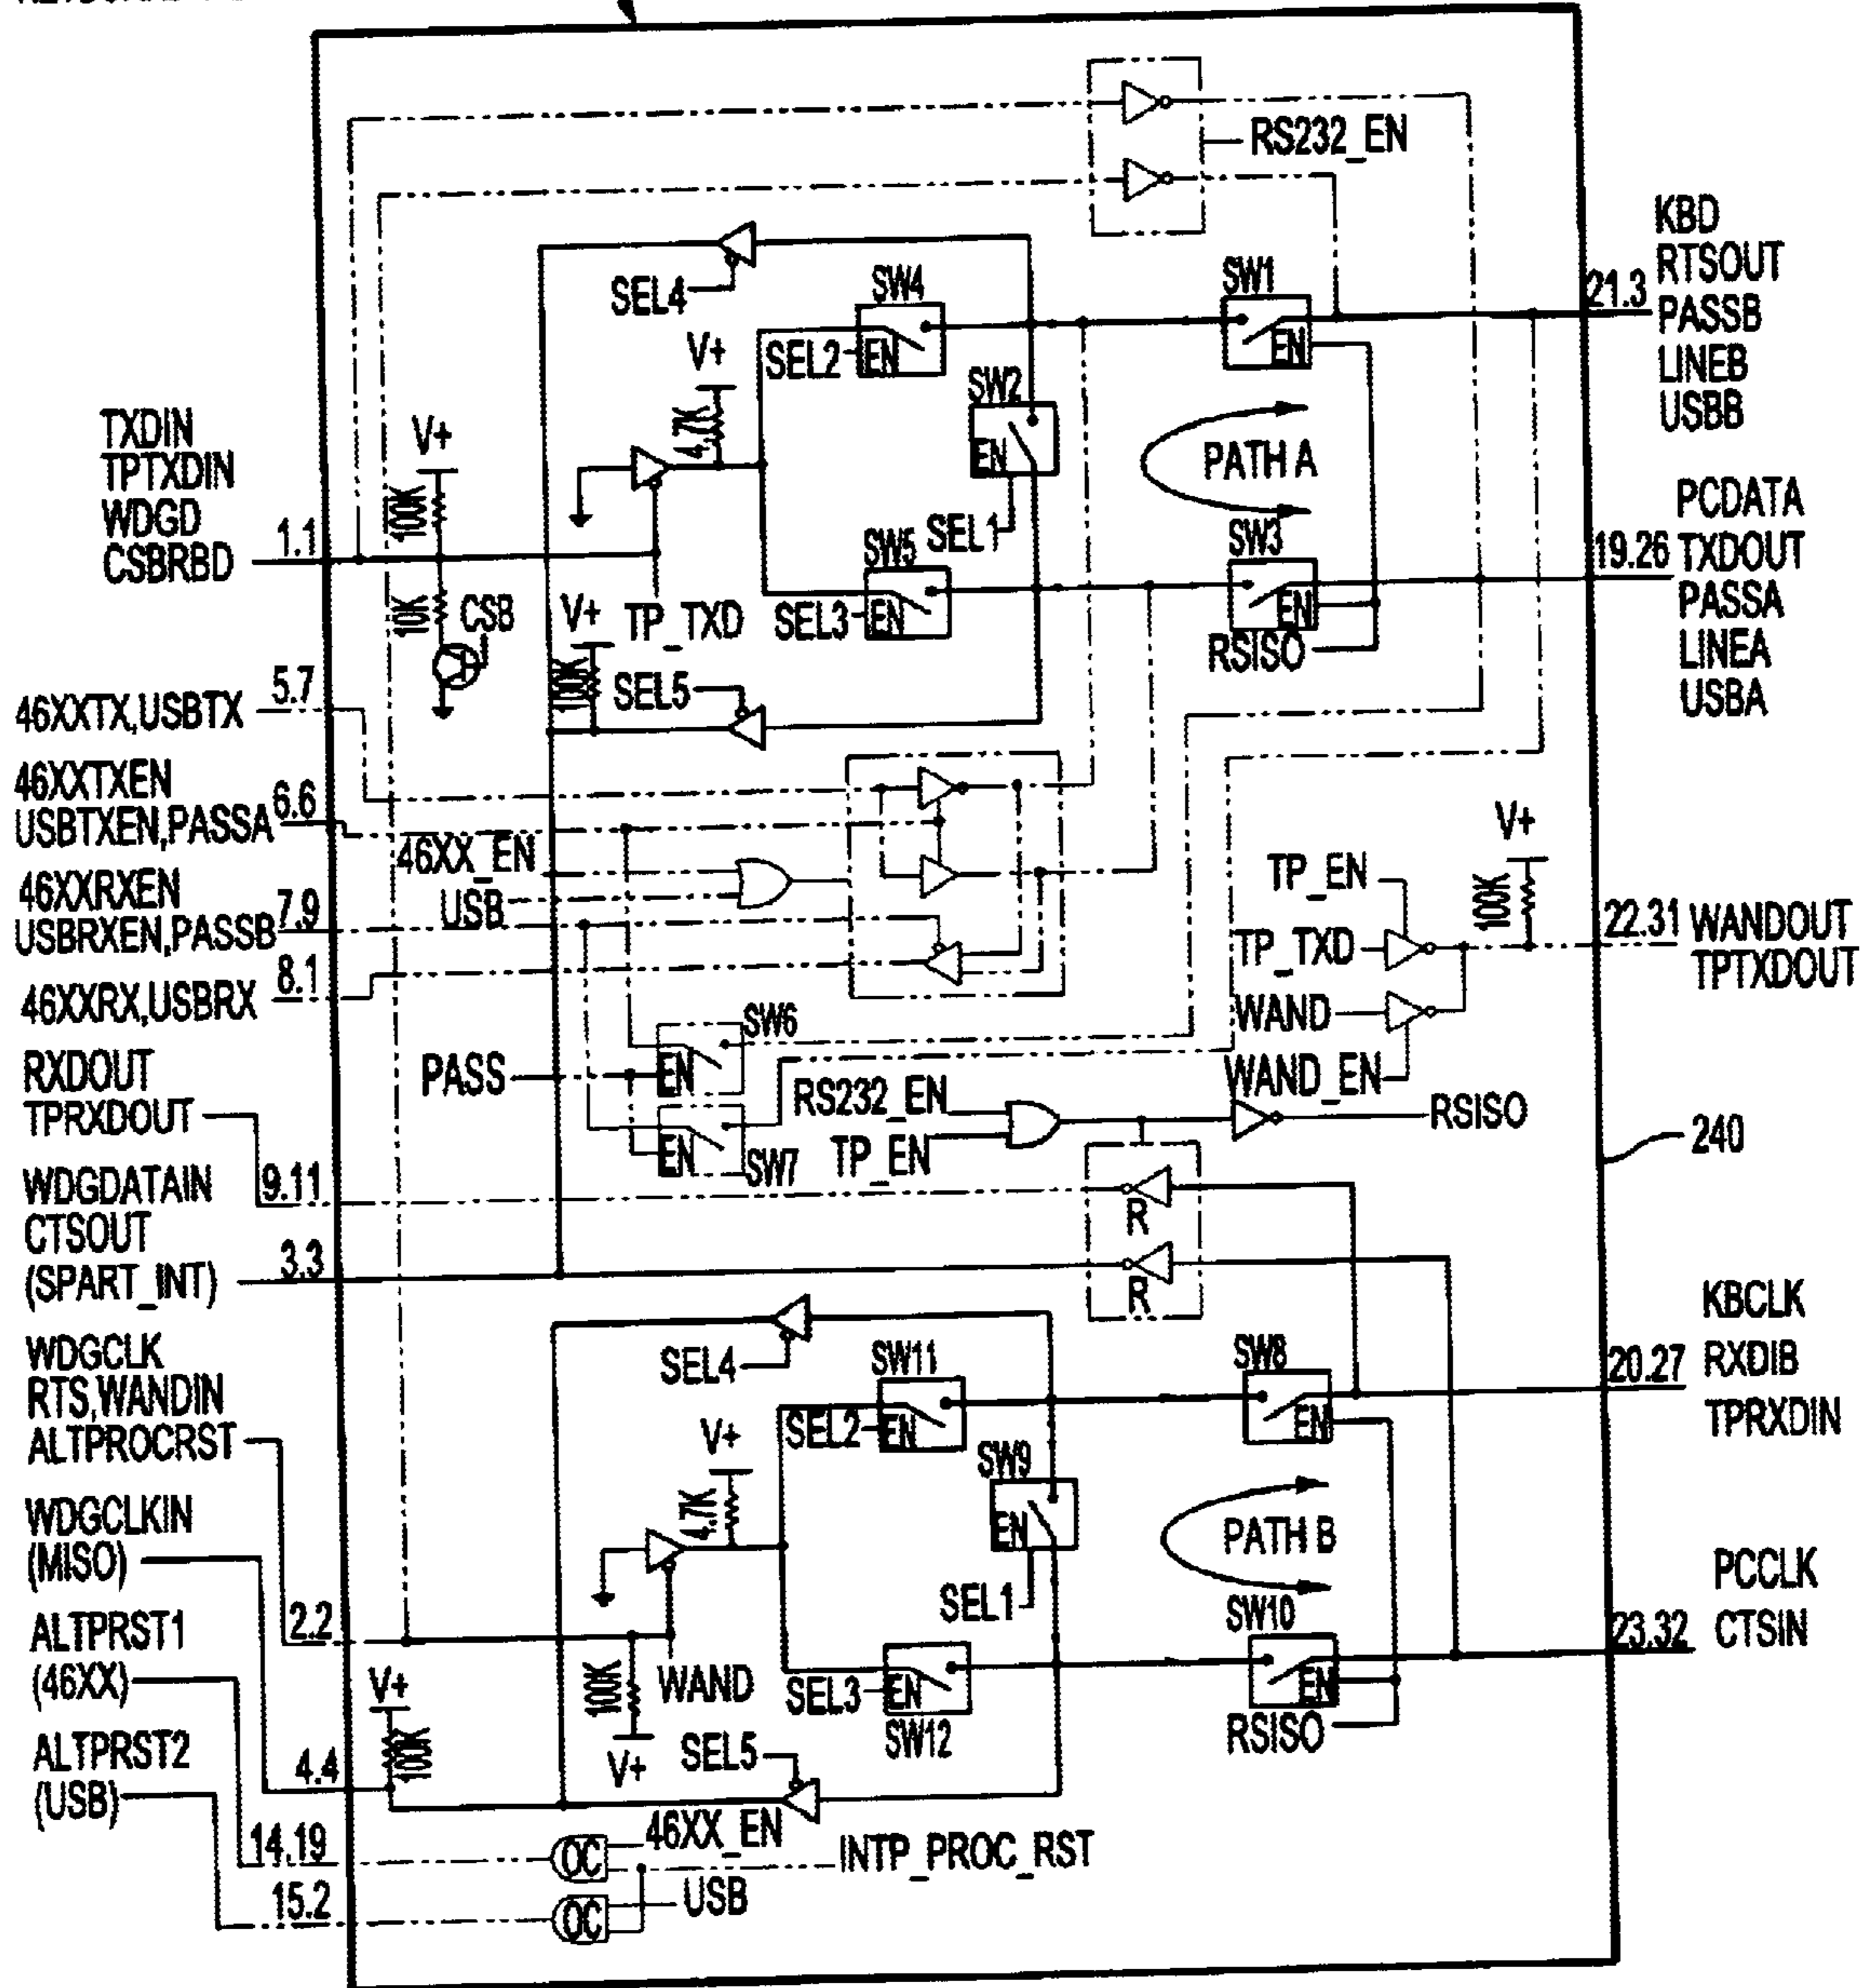 RS232_EN
SEL4
SW4
SEL2
EN
V+
4.7K
SW2
EN
SEL1
SW1
EN
PATH A
21.3
KBD
RTSOUT
PASSB
LINEB
USBB
TXDIN
TPTXDIN
WDGD
CSBRBD
1.1
V+
100K
10K
CSB
TP_TXD
SW5
SEL3
EN
SW3
EN
RSISO
19.26
PCDATA
TXDOUT
PASSA
LINEA
USBA
V+
100K
SEL5
46XXTX,USBTX
5.7
46XXTXEN
USBTXEN,PASSA
6.6
46XX_EN
USB
46XXRXEN
USBRXEN,PASSB
7.9
46XXRX,USBRX
8.1
TP_EN
V+
100K
TP_TXD
WAND
WAND_EN
22.31
WANDOUT
TPTXDOUT
PASS
SW6
EN
SW7
EN
RS232_EN
TP_EN
RSISO
240
RXDOUT
TPRXDOUT
9.11
R
R
WDGDATAIN
CTSOUT
(SPART_INT)
3.3
SEL4
SW11
SEL2
EN
V+
4.7K
SW9
EN
SEL1
SW8
EN
PATH B
20.27
KBCLK
RXDIB
TPRXDIN
WDGCLK
RTS,WANDIN
ALTPROCRST
2.2
WDGCLKIN
(MISO)
4.4
WAND
100K
V+
SEL3
EN
SW12
SW10
EN
RSISO
23.32
PCCLK
CTSIN
V+
100K
SEL5
ALTPRST1
(46XX)
14.19
ALTPRST2
(USB)
15.2
OC
46XX_EN
INTP_PROC_RST
OC
USB